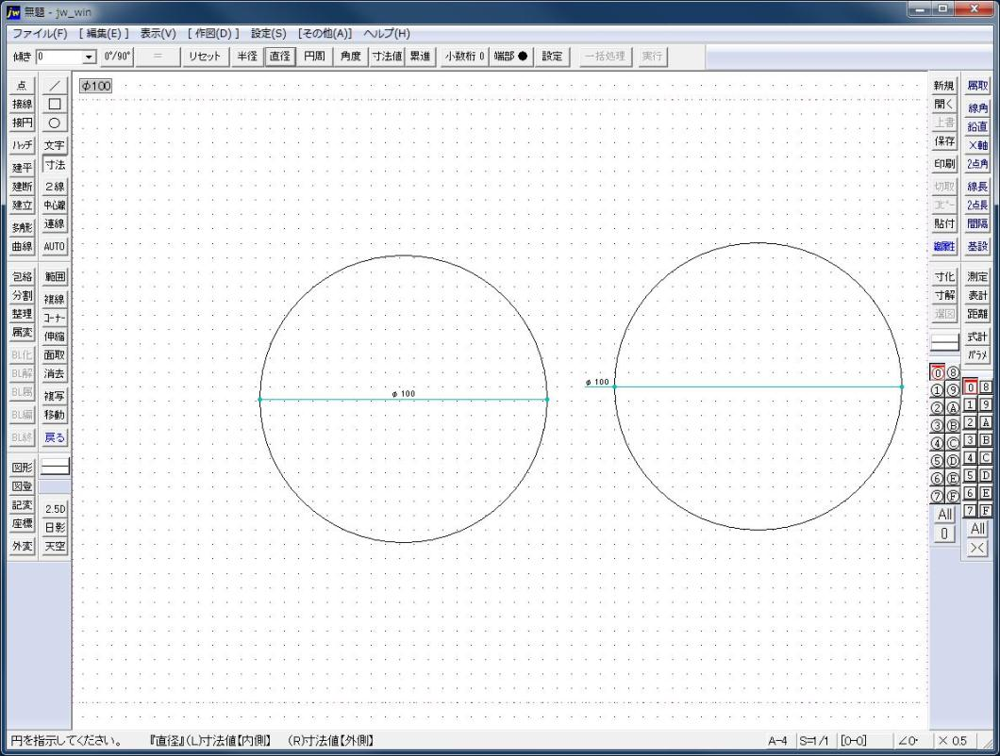 無題 - jw_win
ファイル(F) [編集(E)] 表示(V) [作図(D)] 設定(S) [その他(A)] ヘルプ(H)
傾き 0 0°/90° = リセット 半径 直径 円周 角度 寸法値 累進 小数桁 0 端部 ● 設定 一括処理 実行
φ100
点 ／
接線 □
接円 ○
ハッチ 文字
建平 寸法
建断 2線
建立 中心線
多角形 連線
曲線 AUTO
包絡 範囲
分割 複線
整理 コーナー
属変 伸縮
BL化 面取
BL解 消去
BL属 複写
BL編 移動
BL終 戻る
図形
図登
記変 2.5D
座標 日影
外変 天空
φ 100
φ 100
新規 属取
開く 線角
上書 鉛直
保存 X軸
印刷 2点角
切取 線長
コピー 2点長
貼付 間隔
線属性 基設
寸化 測定
寸解 表計
選図 距離
式計
パラメ
0 8
1 9
2 A
3 B
4 C
5 D
6 E
7 F
All
0
0 8
1 9
2 A
3 B
4 C
5 D
6 E
7 F
All
><
円を指示してください。 『直径』(L)寸法値【内側】 (R)寸法値【外側】 A-4 S=1/1 [0-0] ∠0 × 0.5